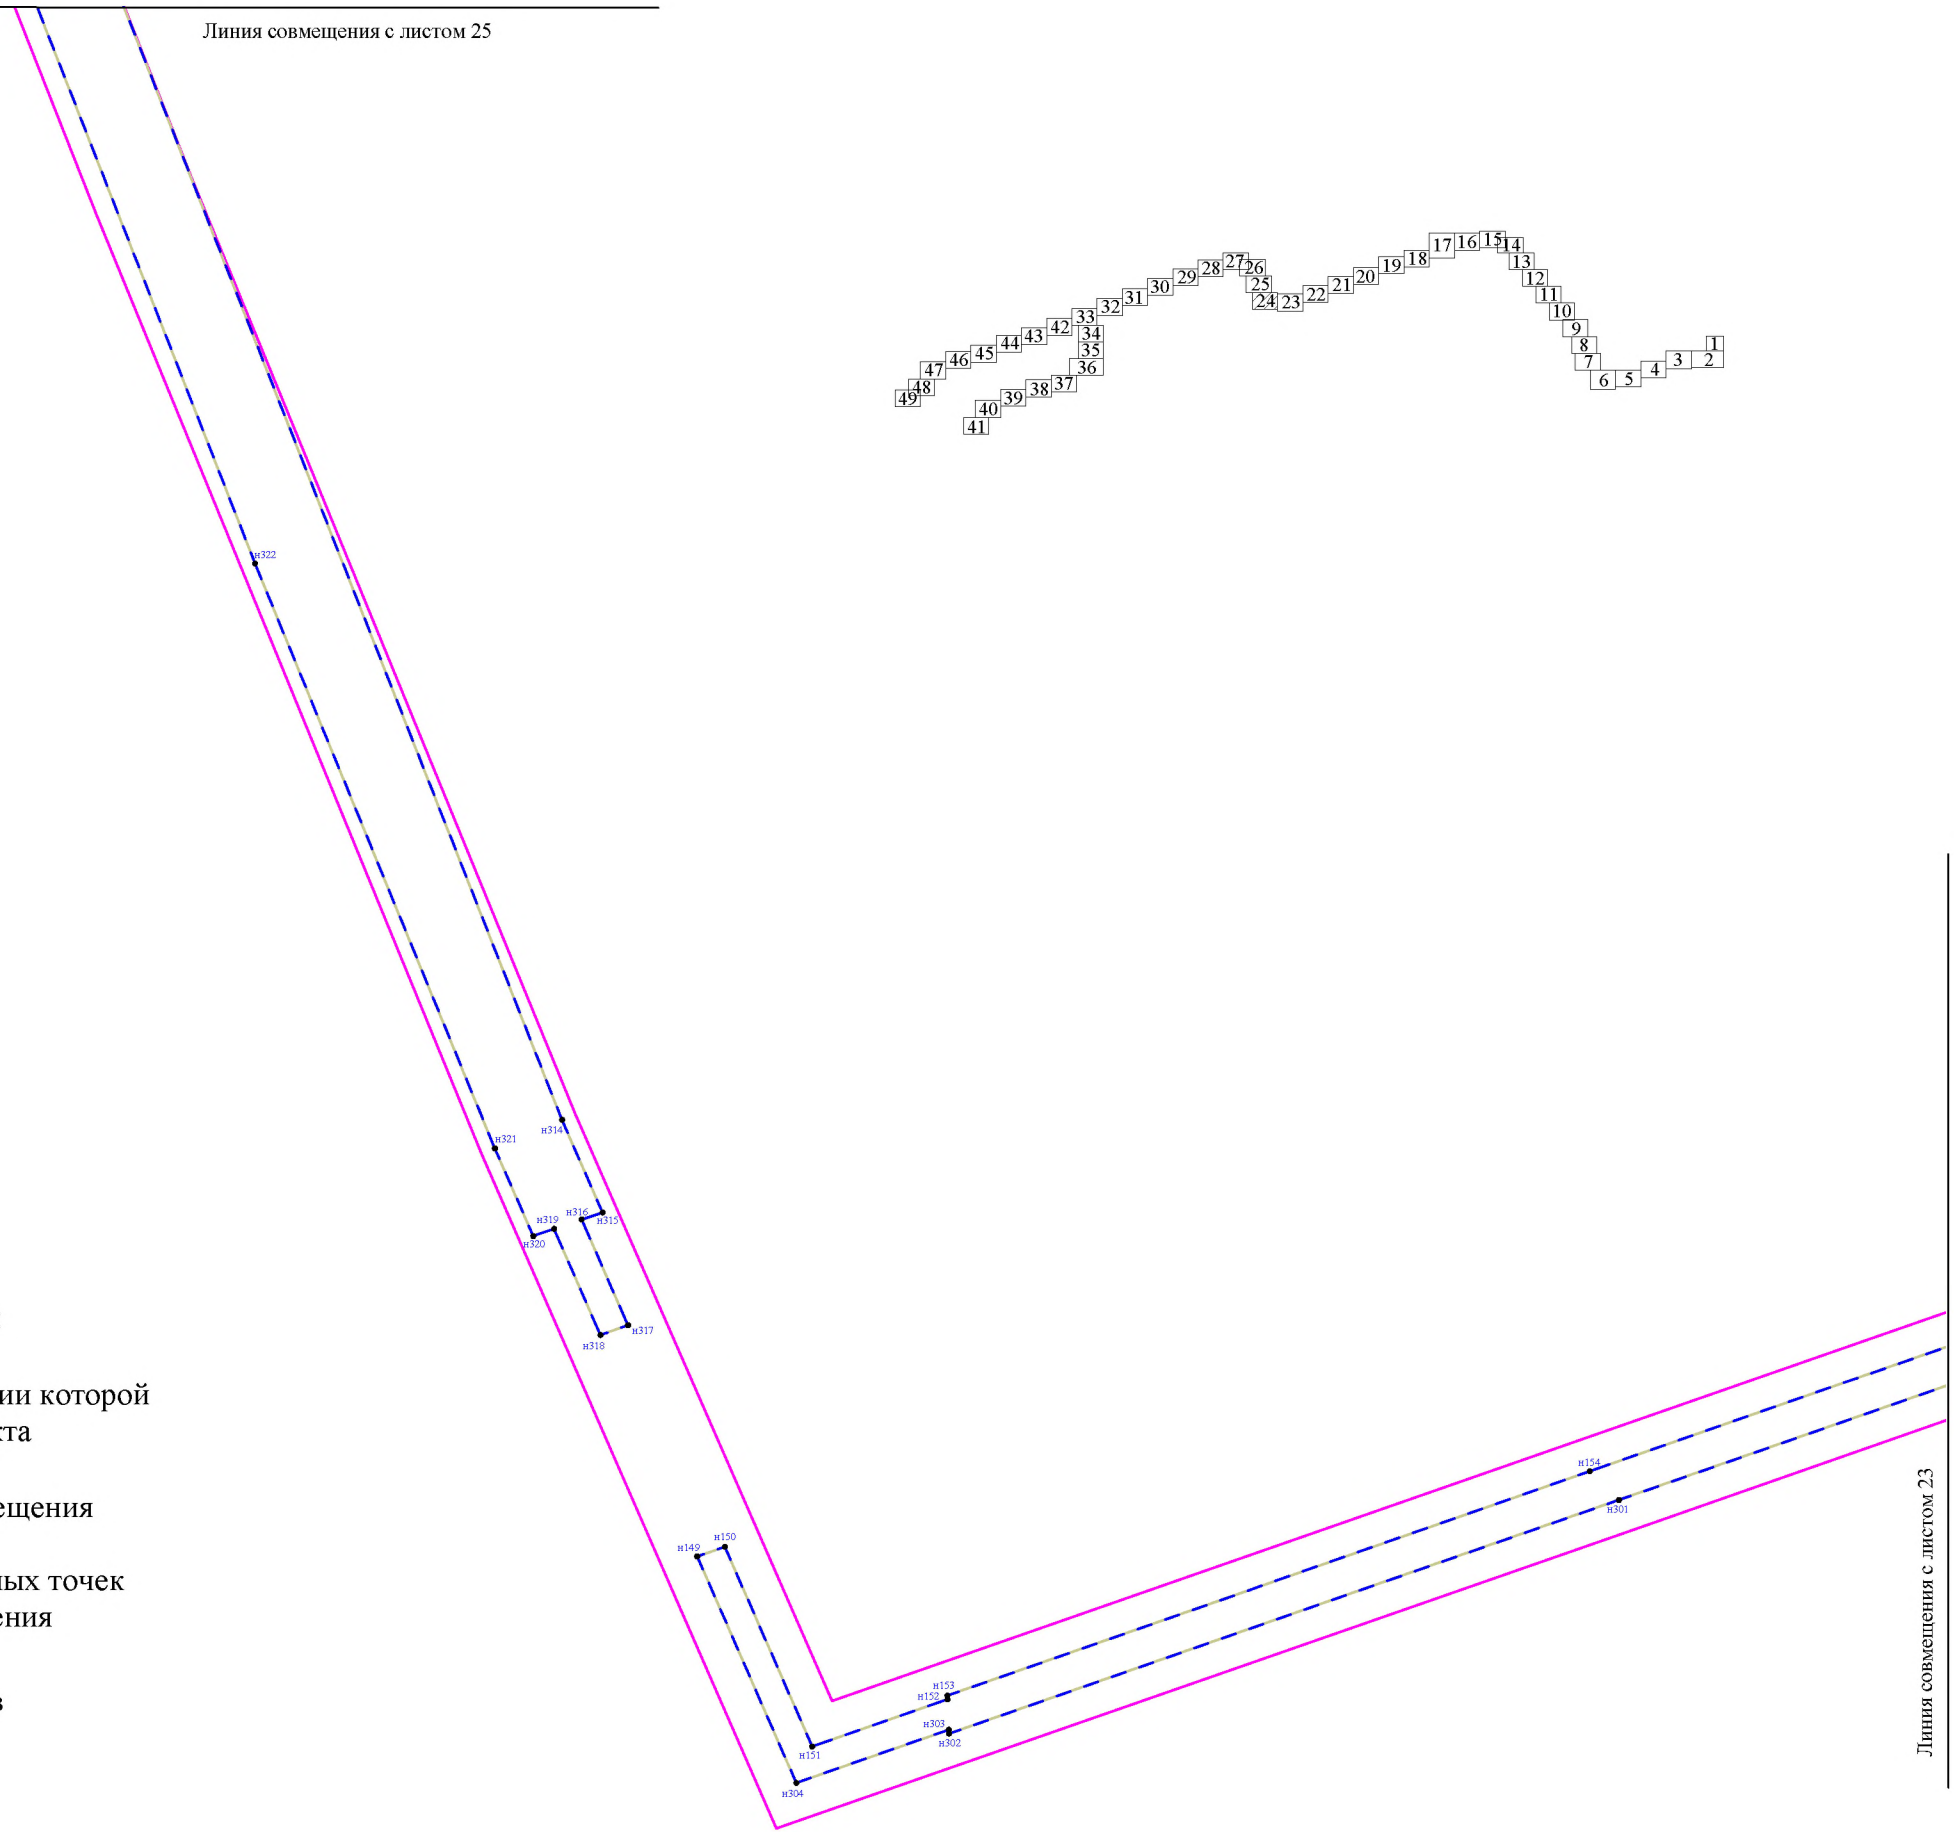 Линия совмещения с листом 25
17 16 15 14
27 26 18 13
28 19 12
29 25 20 11
30 21 10
31 24 23 22 9
32 8
33 7
42 34 1
43 35 3 2
44 36 4
45 37 6 5
46 38
47 39
48 40
49 41
н322
н321
н314
н319
н316
н315
н320
н317
н318
ии которой
кта
ещения
ных точек
ения
в
н154
н301
н150
н149
н153
н152
н303
н302
н151
н304
Линия совмещения с листом 23